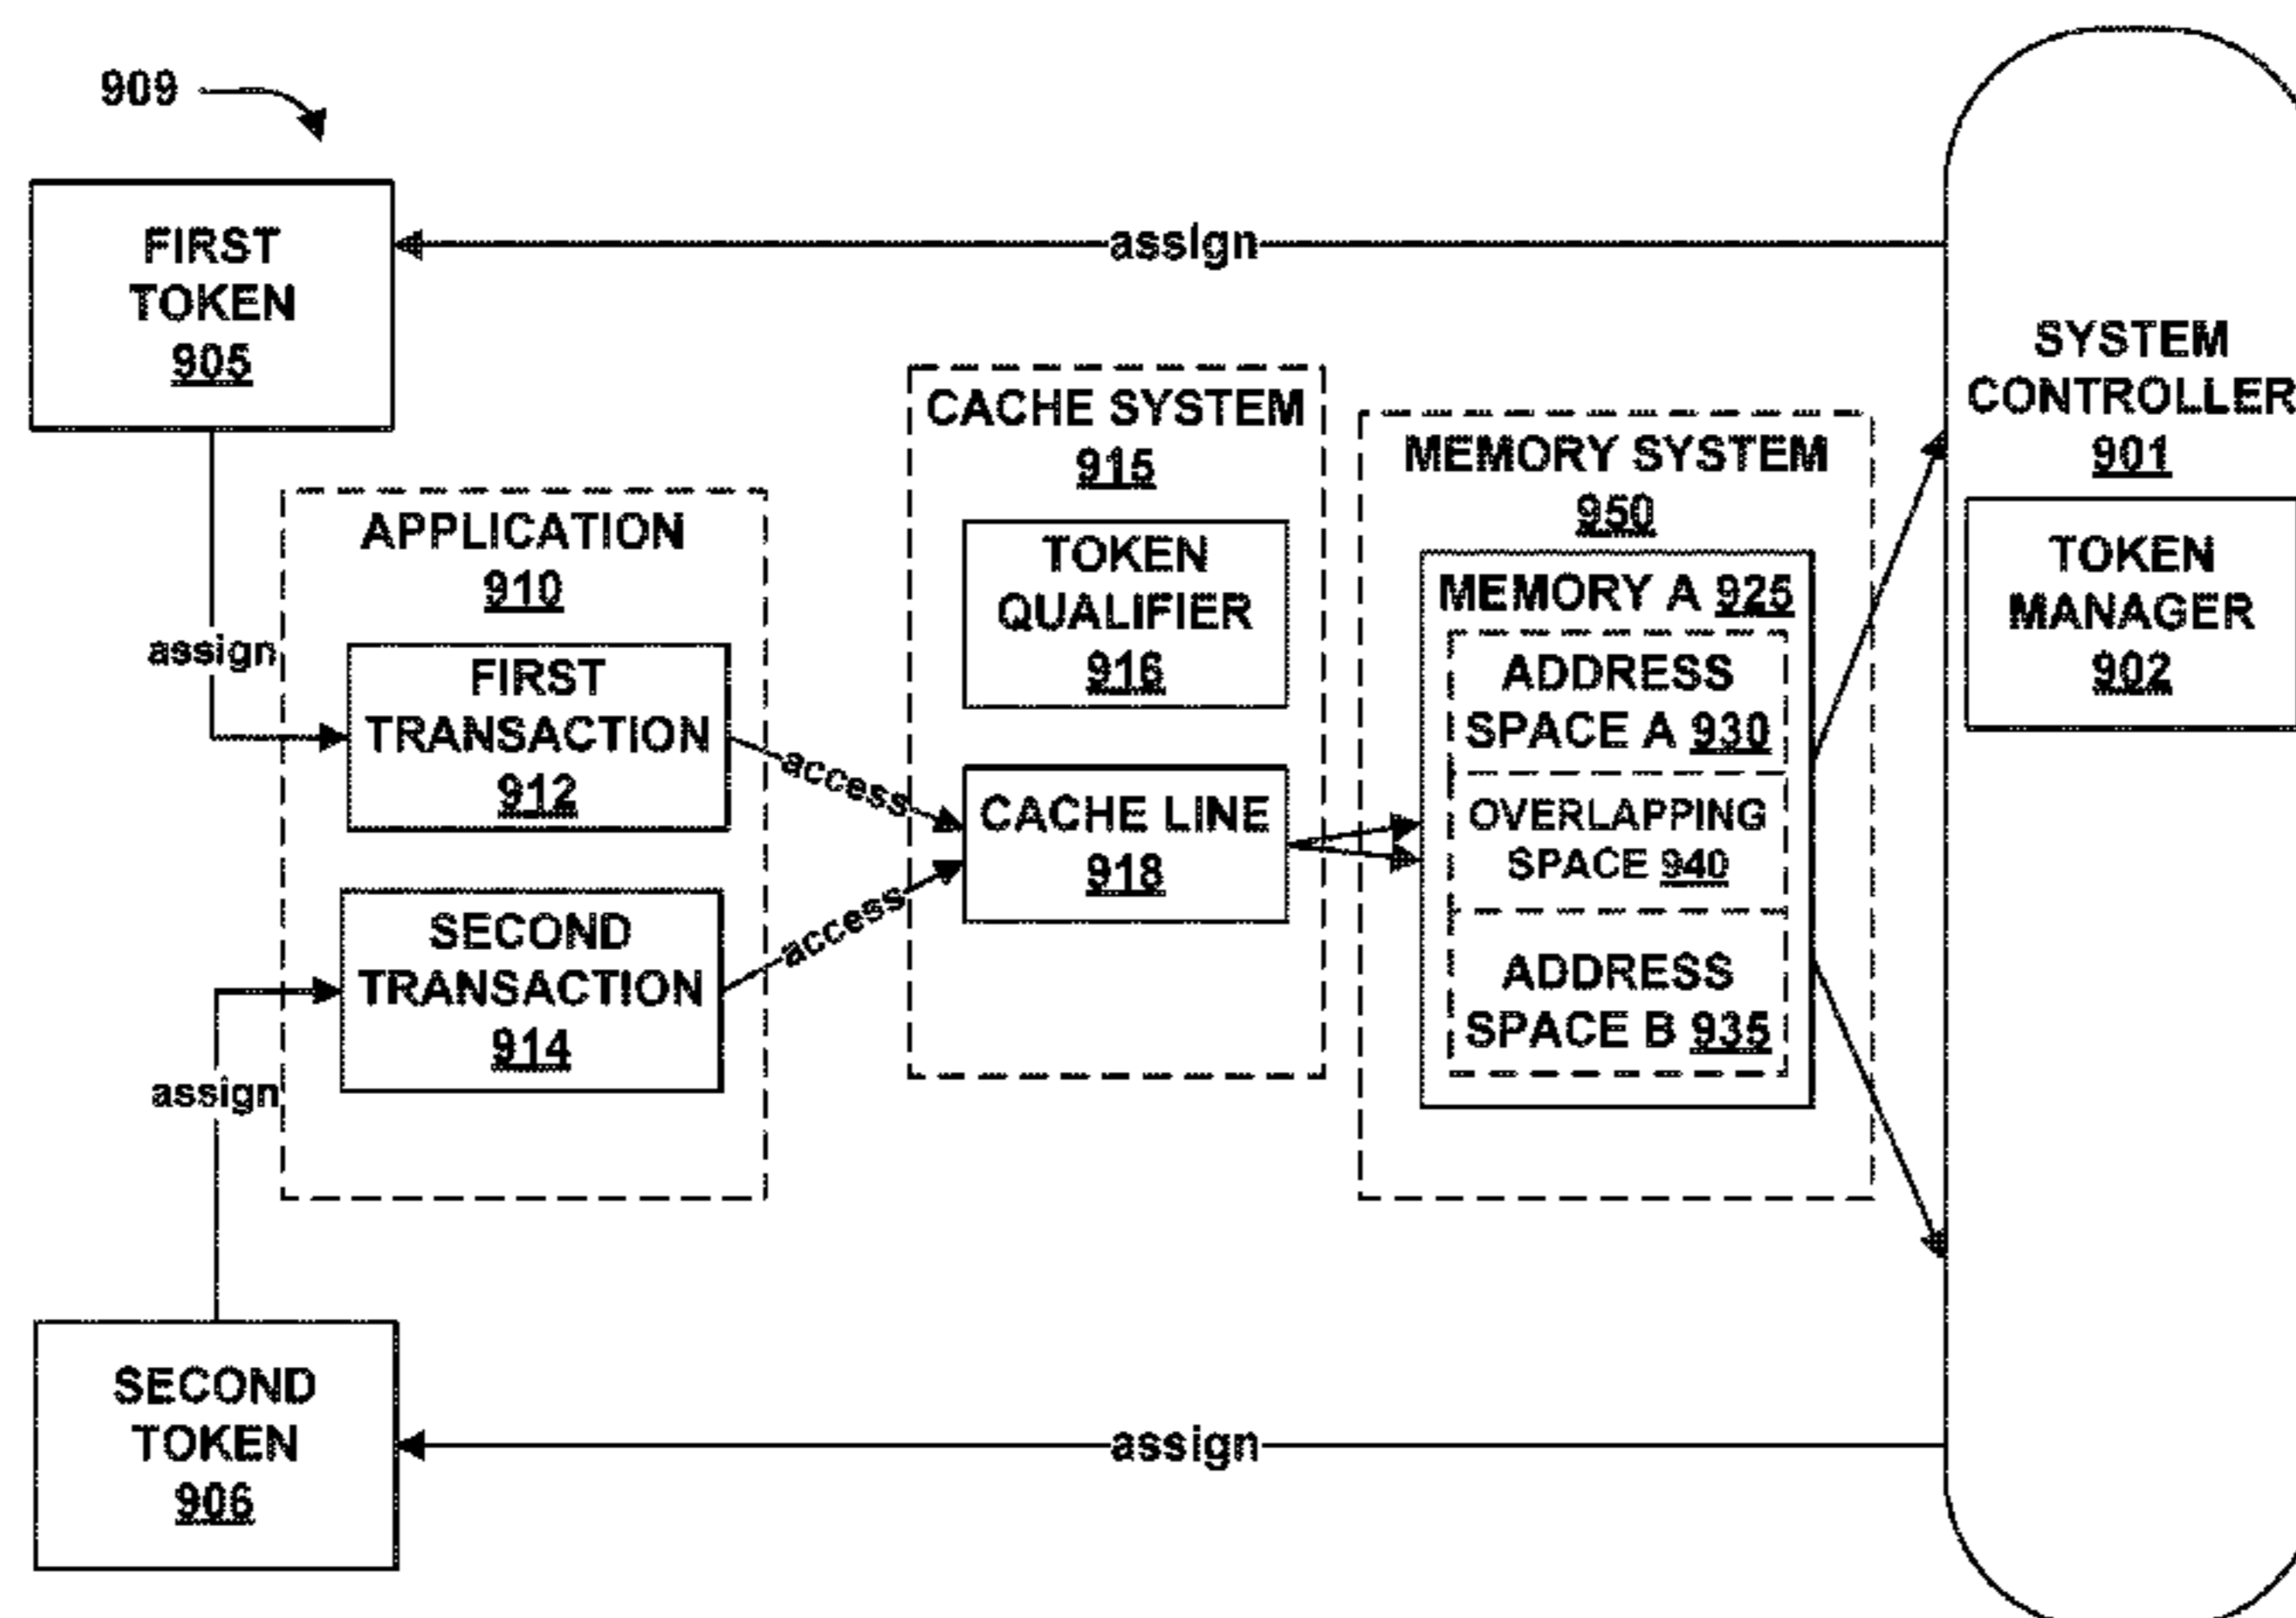 909
FIRST
TOKEN
905
assign
SYSTEM
CONTROLLER
901
TOKEN
MANAGER
902
CACHE SYSTEM
915
TOKEN
QUALIFIER
916
CACHE LINE
918
MEMORY SYSTEM
950
MEMORY A 925
ADDRESS
SPACE A 930
OVERLAPPING
SPACE 940
ADDRESS
SPACE B 935
APPLICATION
910
assign
FIRST
TRANSACTION
912
access
SECOND
TRANSACTION
914
access
assign
SECOND
TOKEN
906
assign